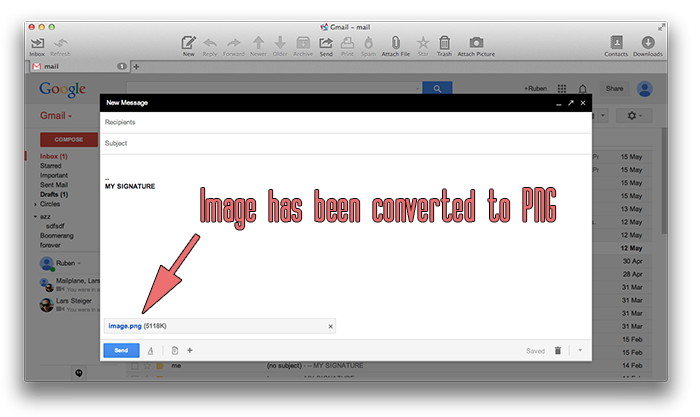 Gmail – mail
Inbox Refresh New Reply Forward Newer Older Archive Send Print Spam Attach File Star Trash Attach Picture Contacts Downloads
mail 1 +
Google +Ruben Share
New Message
Gmail
Recipients
COMPOSE
Subject
Inbox (1) 15 May
Starred 15 May
Important 15 May
--
Sent Mail 15 May
MY SIGNATURE
Drafts (1) 13 May
Circles 12 May
Image has been converted to PNG
azz
sdfsdf 12 May
Boomerang
forever 12 May
Ruben 30 Apr
28 Apr
Mailplane, Lars 31 Mar
You were in a
Lars Steiger 31 Mar
You were in a 31 Mar
image.png (5118K) × 15 Feb
15 Feb
Send A + Saved
me (no subject) - -- MY SIGNATURE 14 Feb
14 Feb